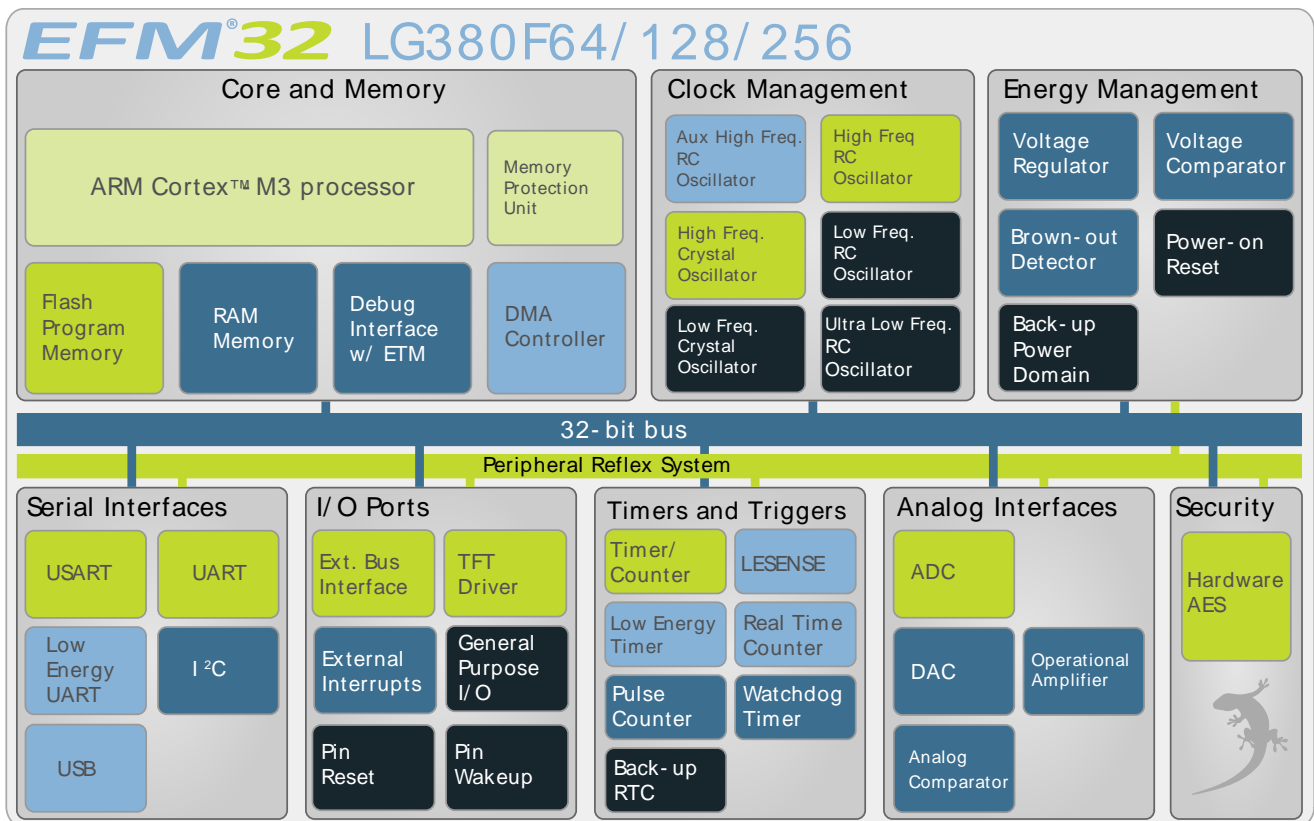 EFM®32 LG380F64/128/256
Core and Memory
ARM Cortex™ M3 processor
Memory
Protection
Unit
Flash
Program
Memory
RAM
Memory
Debug
Interface
w/ ETM
DMA
Controller
Clock Management
Aux High Freq.
RC
Oscillator
High Freq
RC
Oscillator
High Freq.
Crystal
Oscillator
Low Freq.
RC
Oscillator
Low Freq.
Crystal
Oscillator
Ultra Low Freq.
RC
Oscillator
Energy Management
Voltage
Regulator
Voltage
Comparator
Brown-out
Detector
Power-on
Reset
Back-up
Power
Domain
32-bit bus
Peripheral Reflex System
Serial Interfaces
USART
UART
Low
Energy
UART
I²C
USB
I/O Ports
Ext. Bus
Interface
TFT
Driver
External
Interrupts
General
Purpose
I/O
Pin
Reset
Pin
Wakeup
Timers and Triggers
Timer/
Counter
LESENSE
Low Energy
Timer
Real Time
Counter
Pulse
Counter
Watchdog
Timer
Back-up
RTC
Analog Interfaces
ADC
DAC
Operational
Amplifier
Analog
Comparator
Security
Hardware
AES